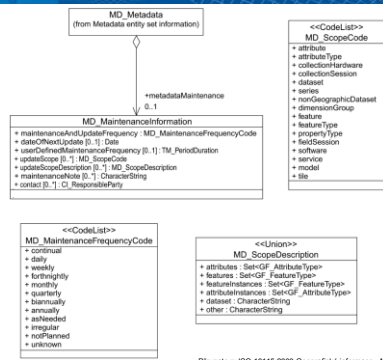 MD_Metadata
(from Metadata entity set information)
+metadataMaintenance
0..1
MD_MaintenanceInformation
+ maintenanceAndUpdateFrequency : MD_MaintenanceFrequencyCode
+ dateOfNextUpdate [0..1] : Date
+ userDefinedMaintenanceFrequency [0..1] : TM_PeriodDuration
+ updateScope [0..*] : MD_ScopeCode
+ updateScopeDescription [0..*] : MD_ScopeDescription
+ maintenanceNote [0..*] : CharacterString
+ contact [0..*] : CI_ResponsibleParty
<<CodeList>>
MD_ScopeCode
+ attribute
+ attributeType
+ collectionHardware
+ collectionSession
+ dataset
+ series
+ nonGeographicDataset
+ dimensionGroup
+ feature
+ featureType
+ propertyType
+ fieldSession
+ software
+ service
+ model
+ tile
<<CodeList>>
MD_MaintenanceFrequencyCode
+ continual
+ daily
+ weekly
+ forthnightly
+ monthly
+ quarterly
+ biannually
+ annually
+ asNeeded
+ irregular
+ notPlanned
+ unknown
<<Union>>
MD_ScopeDescription
+ attributes : Set<GF_AttributeType>
+ features : Set<GF_FeatureType>
+ featureInstances : Set<GF_FeatureType>
+ attributeInstances : Set<GF_AttributeType>
+ dataset : CharacterString
+ other : CharacterString